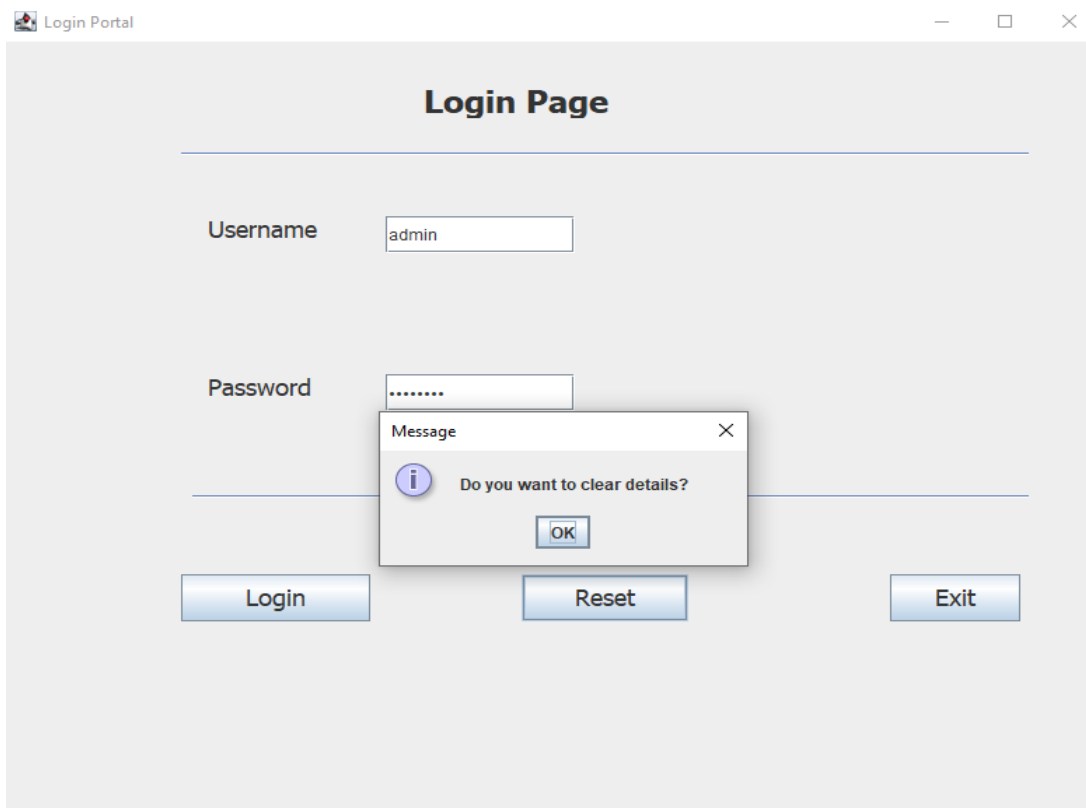 Login Portal
Login Page
Username
admin
Password
••••••••
Message
Do you want to clear details?
OK
Login
Reset
Exit